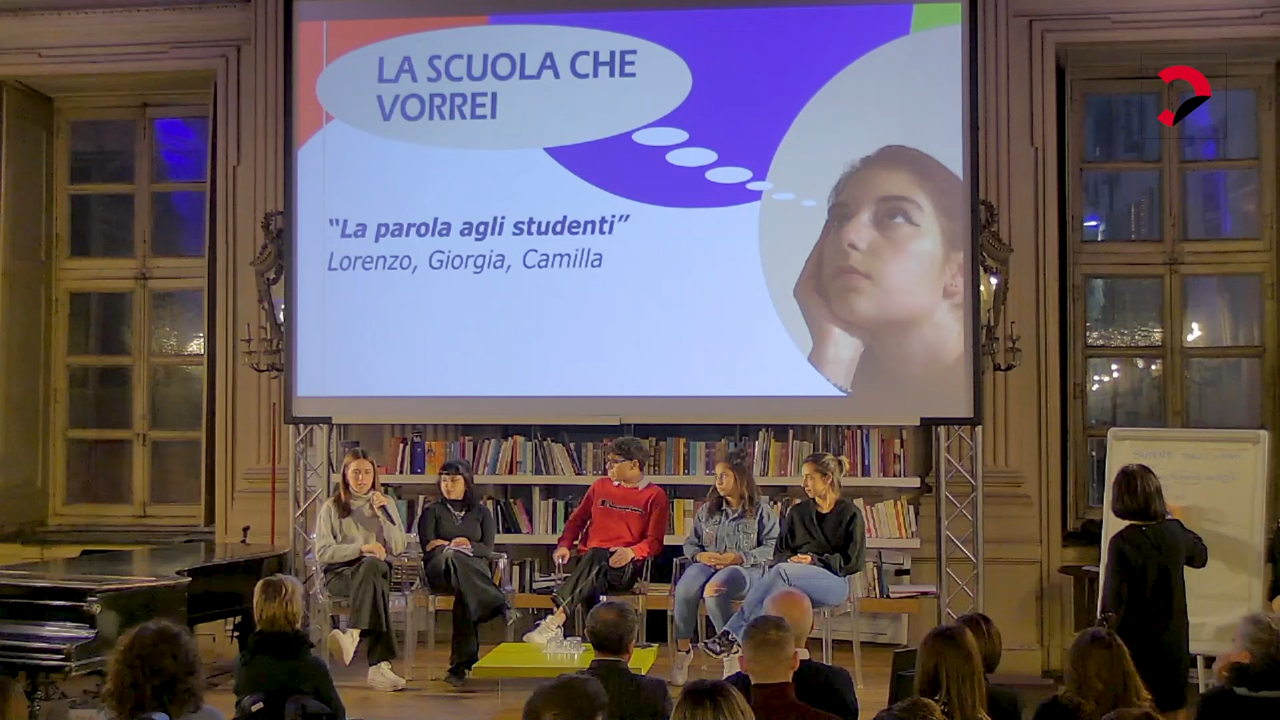 LA SCUOLA CHE
VORREI
“La parola agli studenti”
Lorenzo, Giorgia, Camilla